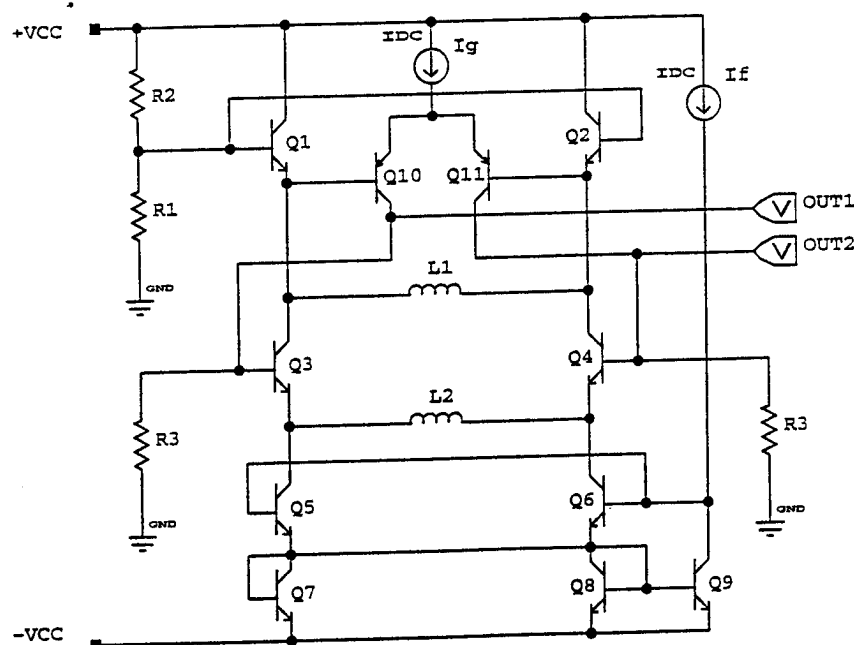 +VCC
IDC
Ig
IDC
If
R2
Q1
Q2
Q10
Q11
R1
OUT1
OUT2
GND
L1
Q3
Q4
L2
R3
R3
Q5
Q6
GND
GND
Q7
Q8
Q9
-VCC